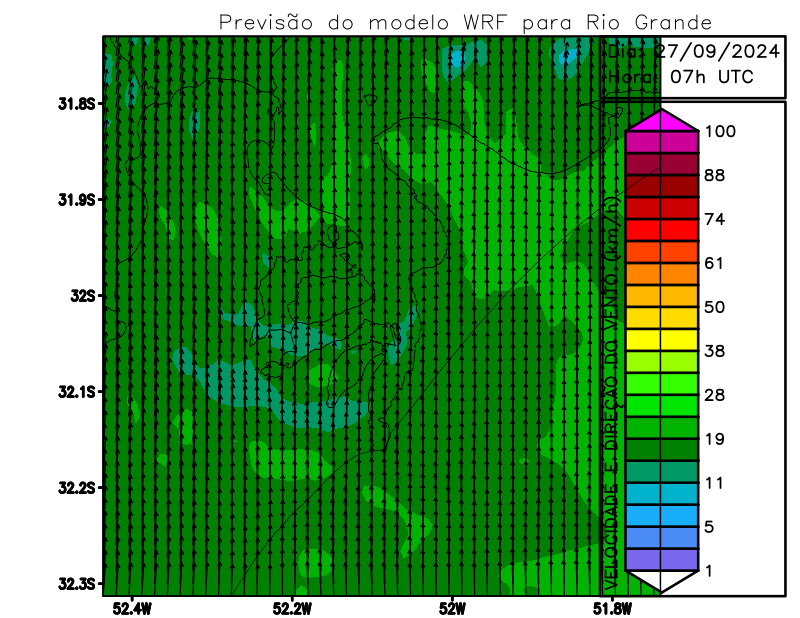 Previsão do modelo WRF para Rio Grande
Dia: 27/09/2024
Hora: 07h UTC
31.8S
31.9S
32S
32.1S
32.2S
32.3S
52.4W
52.2W
52W
51.8W
VELOCIDADE E DIREÇÃO DO VENTO (km/h)
100
88
74
61
50
38
28
19
11
5
1